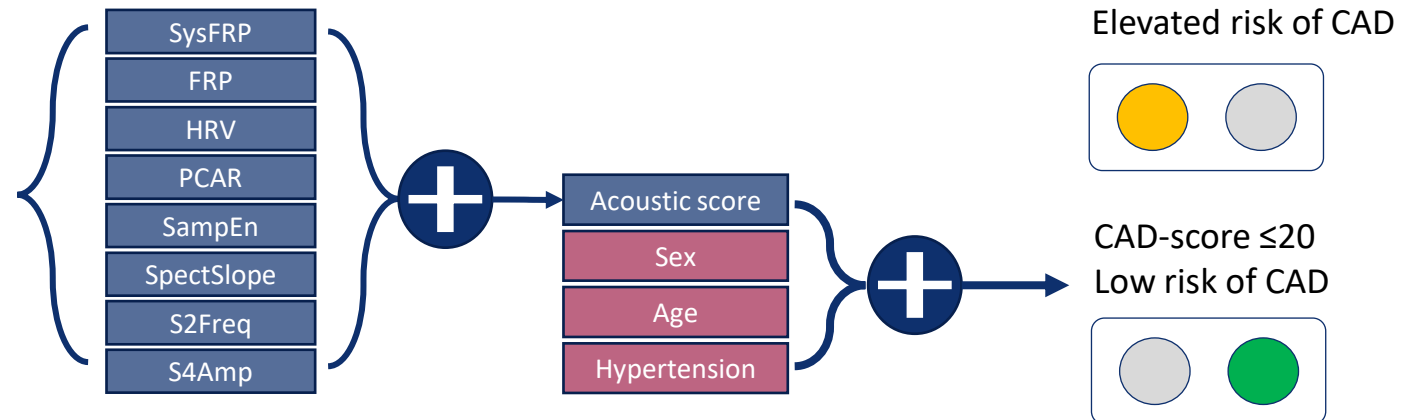 SysFRP
FRP
HRV
PCAR
SampEn
SpectSlope
S2Freq
S4Amp
Acoustic score
Sex
Age
Hypertension
Elevated risk of CAD
CAD-score ≤20
Low risk of CAD